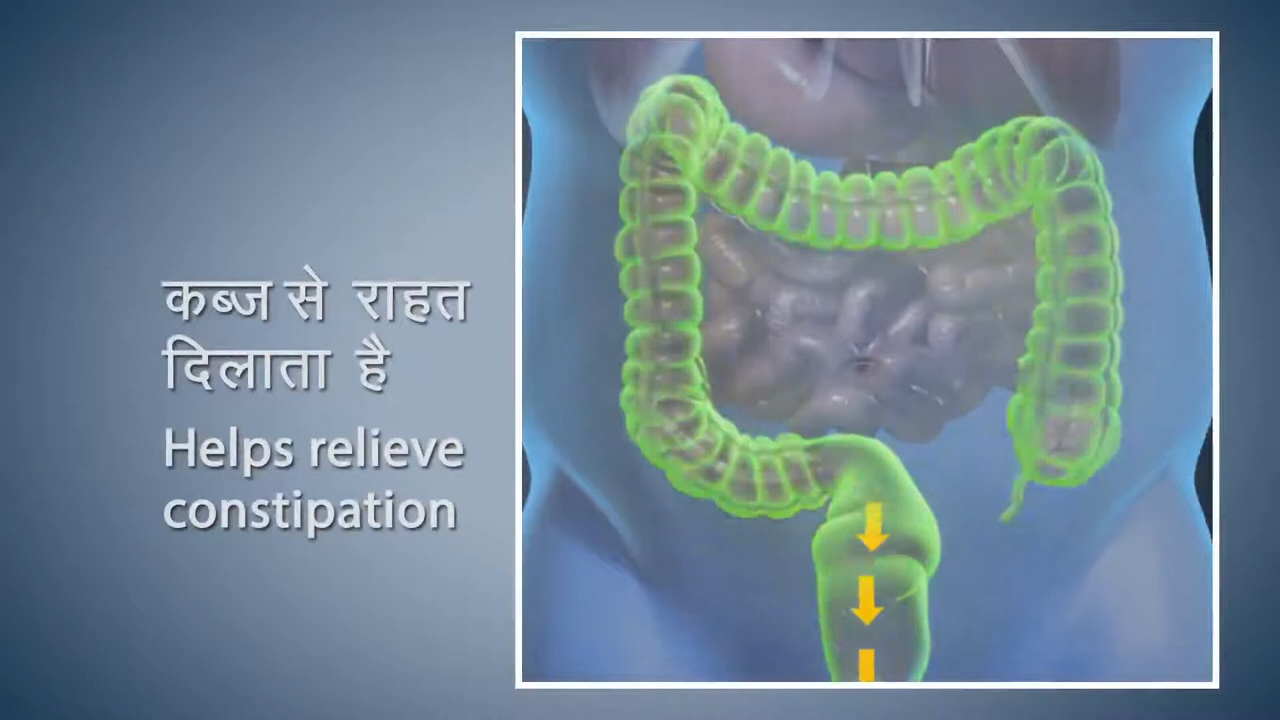 कब्ज से राहत
दिलाता है
Helps relieve
constipation